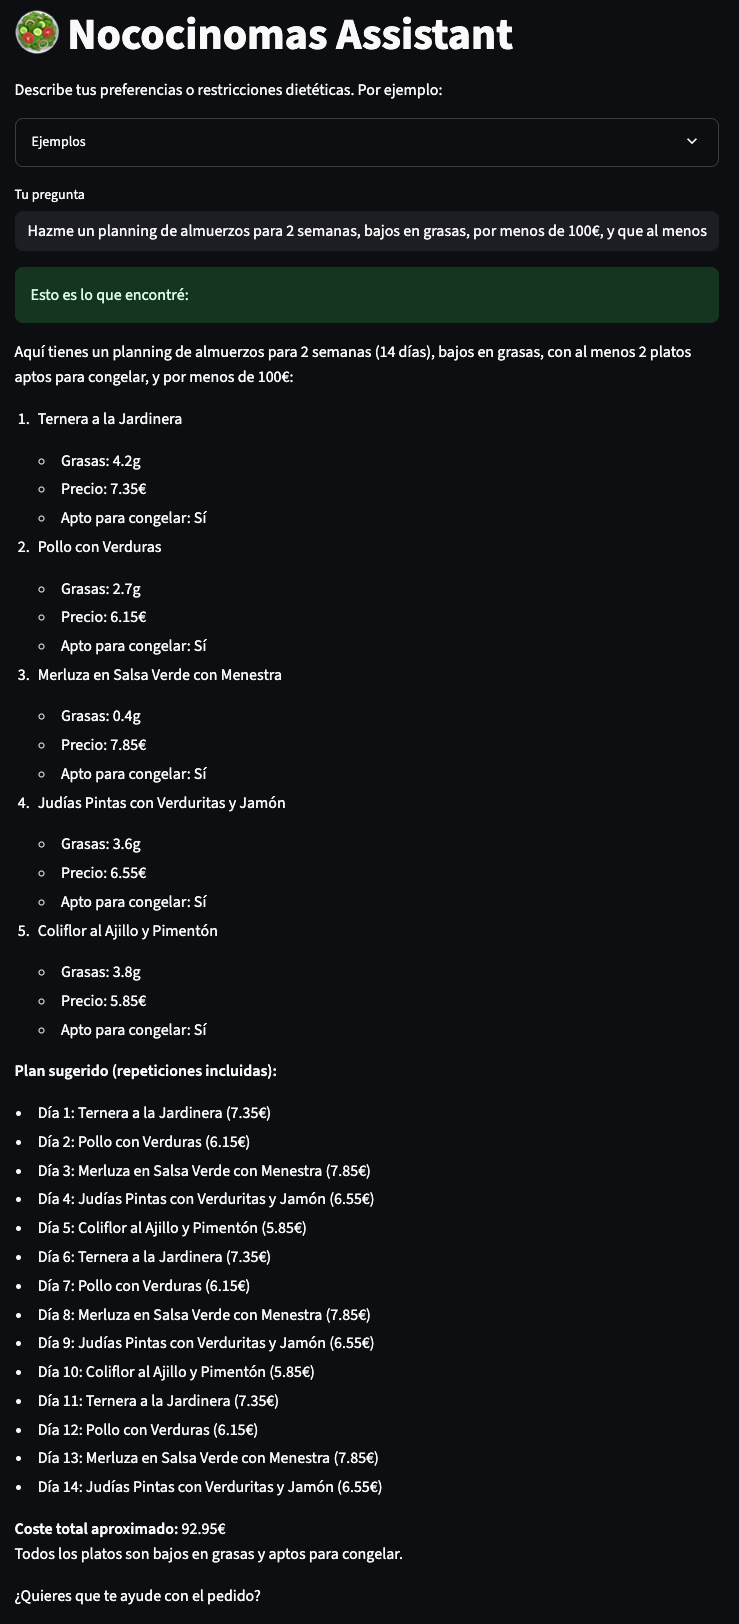 Nococinomas Assistant
Describe tus preferencias o restricciones dietéticas. Por ejemplo:
Ejemplos
Tu pregunta
Hazme un planning de almuerzos para 2 semanas, bajos en grasas, por menos de 100€, y que al menos
Esto es lo que encontré:
Aquí tienes un planning de almuerzos para 2 semanas (14 días), bajos en grasas, con al menos 2 platos
aptos para congelar, y por menos de 100€:
1. Ternera a la Jardinera
Grasas: 4.2g
Precio: 7.35€
Apto para congelar: Sí
2. Pollo con Verduras
Grasas: 2.7g
Precio: 6.15€
Apto para congelar: Sí
3. Merluza en Salsa Verde con Menestra
Grasas: 0.4g
Precio: 7.85€
Apto para congelar: Sí
4. Judías Pintas con Verduritas y Jamón
Grasas: 3.6g
Precio: 6.55€
Apto para congelar: Sí
5. Coliflor al Ajillo y Pimentón
Grasas: 3.8g
Precio: 5.85€
Apto para congelar: Sí
Plan sugerido (repeticiones incluidas):
Día 1: Ternera a la Jardinera (7.35€)
Día 2: Pollo con Verduras (6.15€)
Día 3: Merluza en Salsa Verde con Menestra (7.85€)
Día 4: Judías Pintas con Verduritas y Jamón (6.55€)
Día 5: Coliflor al Ajillo y Pimentón (5.85€)
Día 6: Ternera a la Jardinera (7.35€)
Día 7: Pollo con Verduras (6.15€)
Día 8: Merluza en Salsa Verde con Menestra (7.85€)
Día 9: Judías Pintas con Verduritas y Jamón (6.55€)
Día 10: Coliflor al Ajillo y Pimentón (5.85€)
Día 11: Ternera a la Jardinera (7.35€)
Día 12: Pollo con Verduras (6.15€)
Día 13: Merluza en Salsa Verde con Menestra (7.85€)
Día 14: Judías Pintas con Verduritas y Jamón (6.55€)
Coste total aproximado: 92.95€
Todos los platos son bajos en grasas y aptos para congelar.
¿Quieres que te ayude con el pedido?